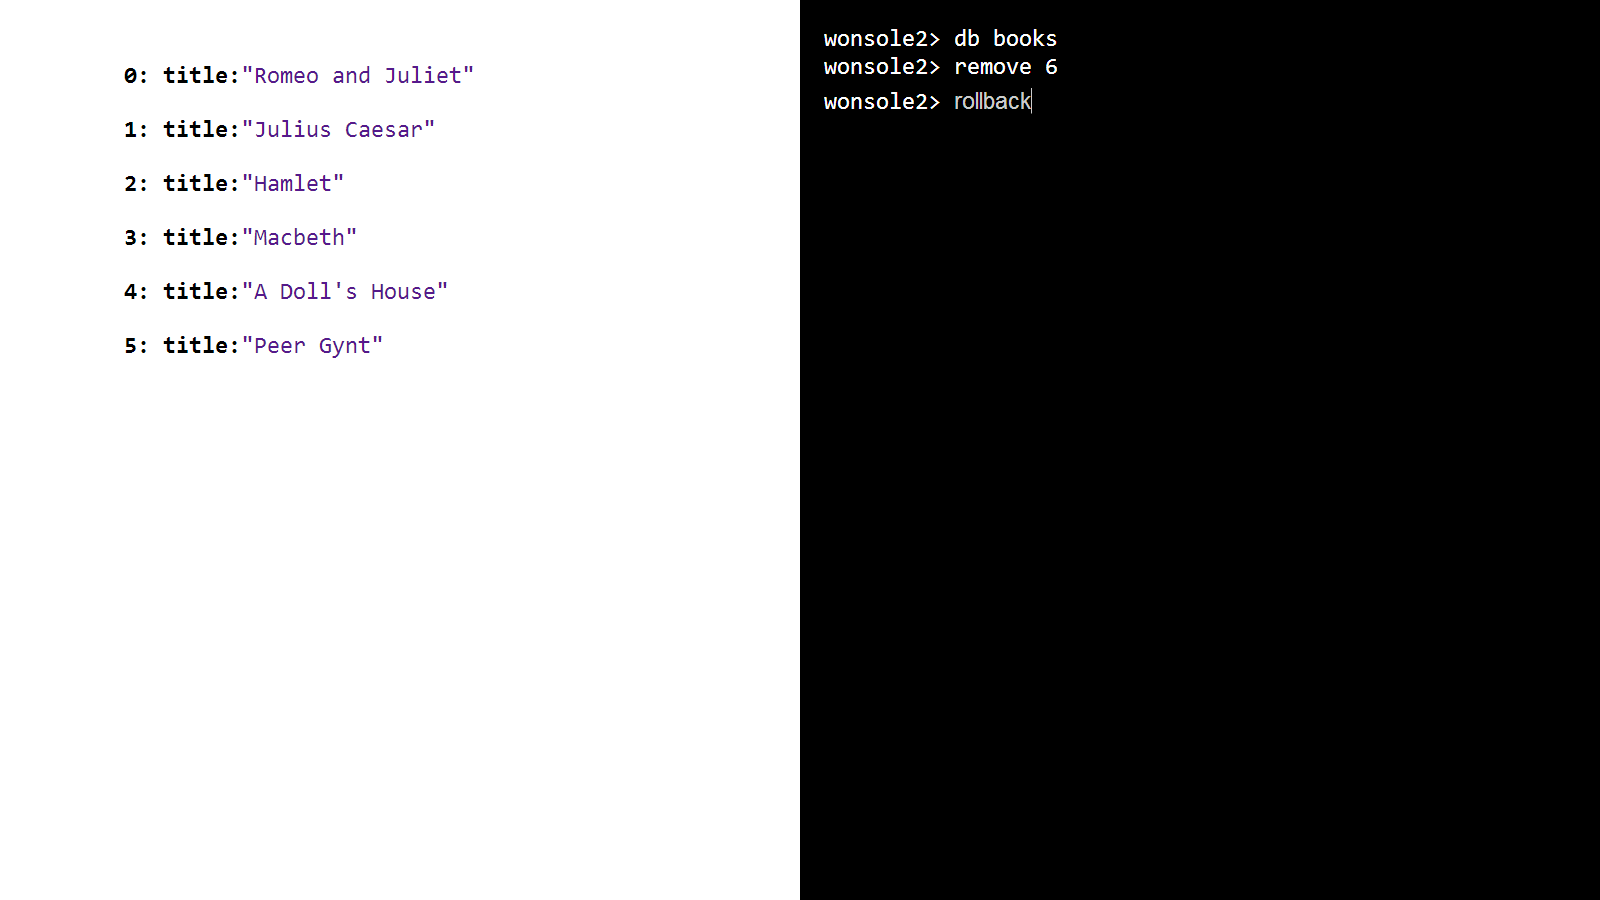 0: title:"Romeo and Juliet"
1: title:"Julius Caesar"
2: title:"Hamlet"
3: title:"Macbeth"
4: title:"A Doll's House"
5: title:"Peer Gynt"
wonsole2> db books
wonsole2> remove 6
wonsole2> rollback